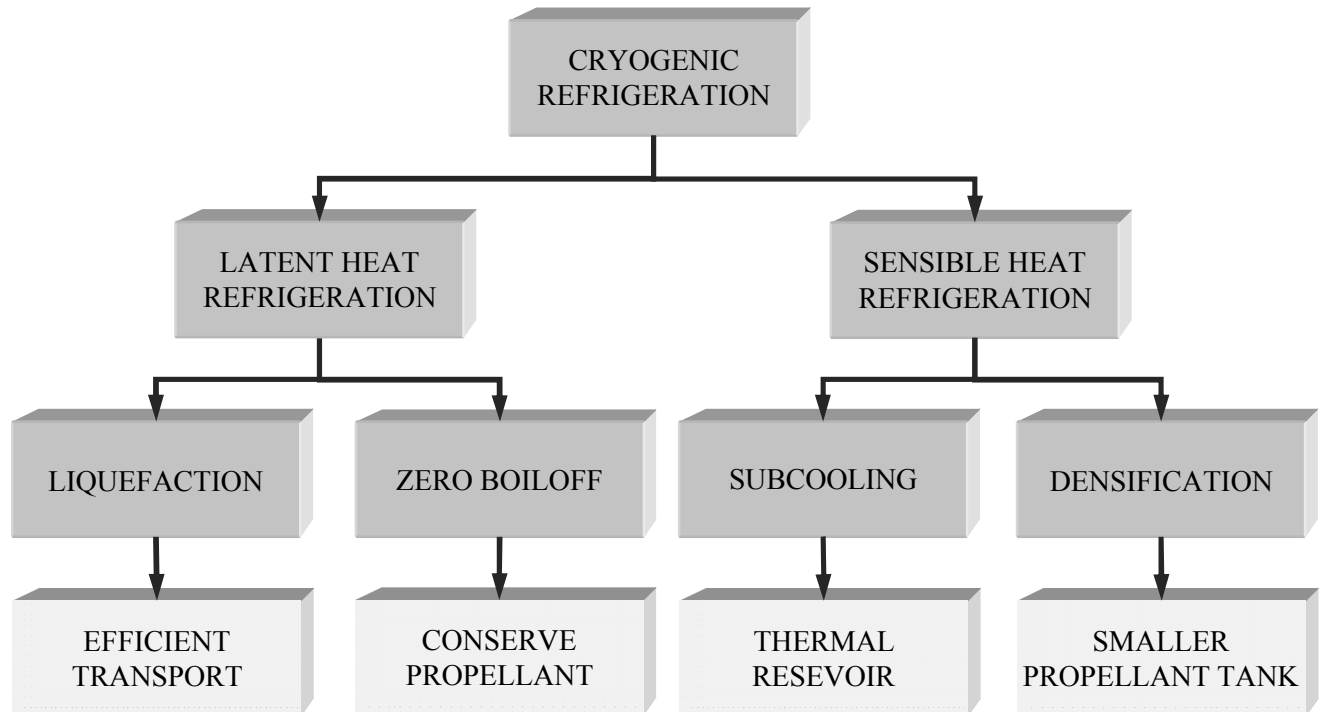 CRYOGENIC
REFRIGERATION
LATENT HEAT
REFRIGERATION
SENSIBLE HEAT
REFRIGERATION
LIQUEFACTION
ZERO BOILOFF
SUBCOOLING
DENSIFICATION
EFFICIENT
TRANSPORT
CONSERVE
PROPELLANT
THERMAL
RESEVOIR
SMALLER
PROPELLANT TANK